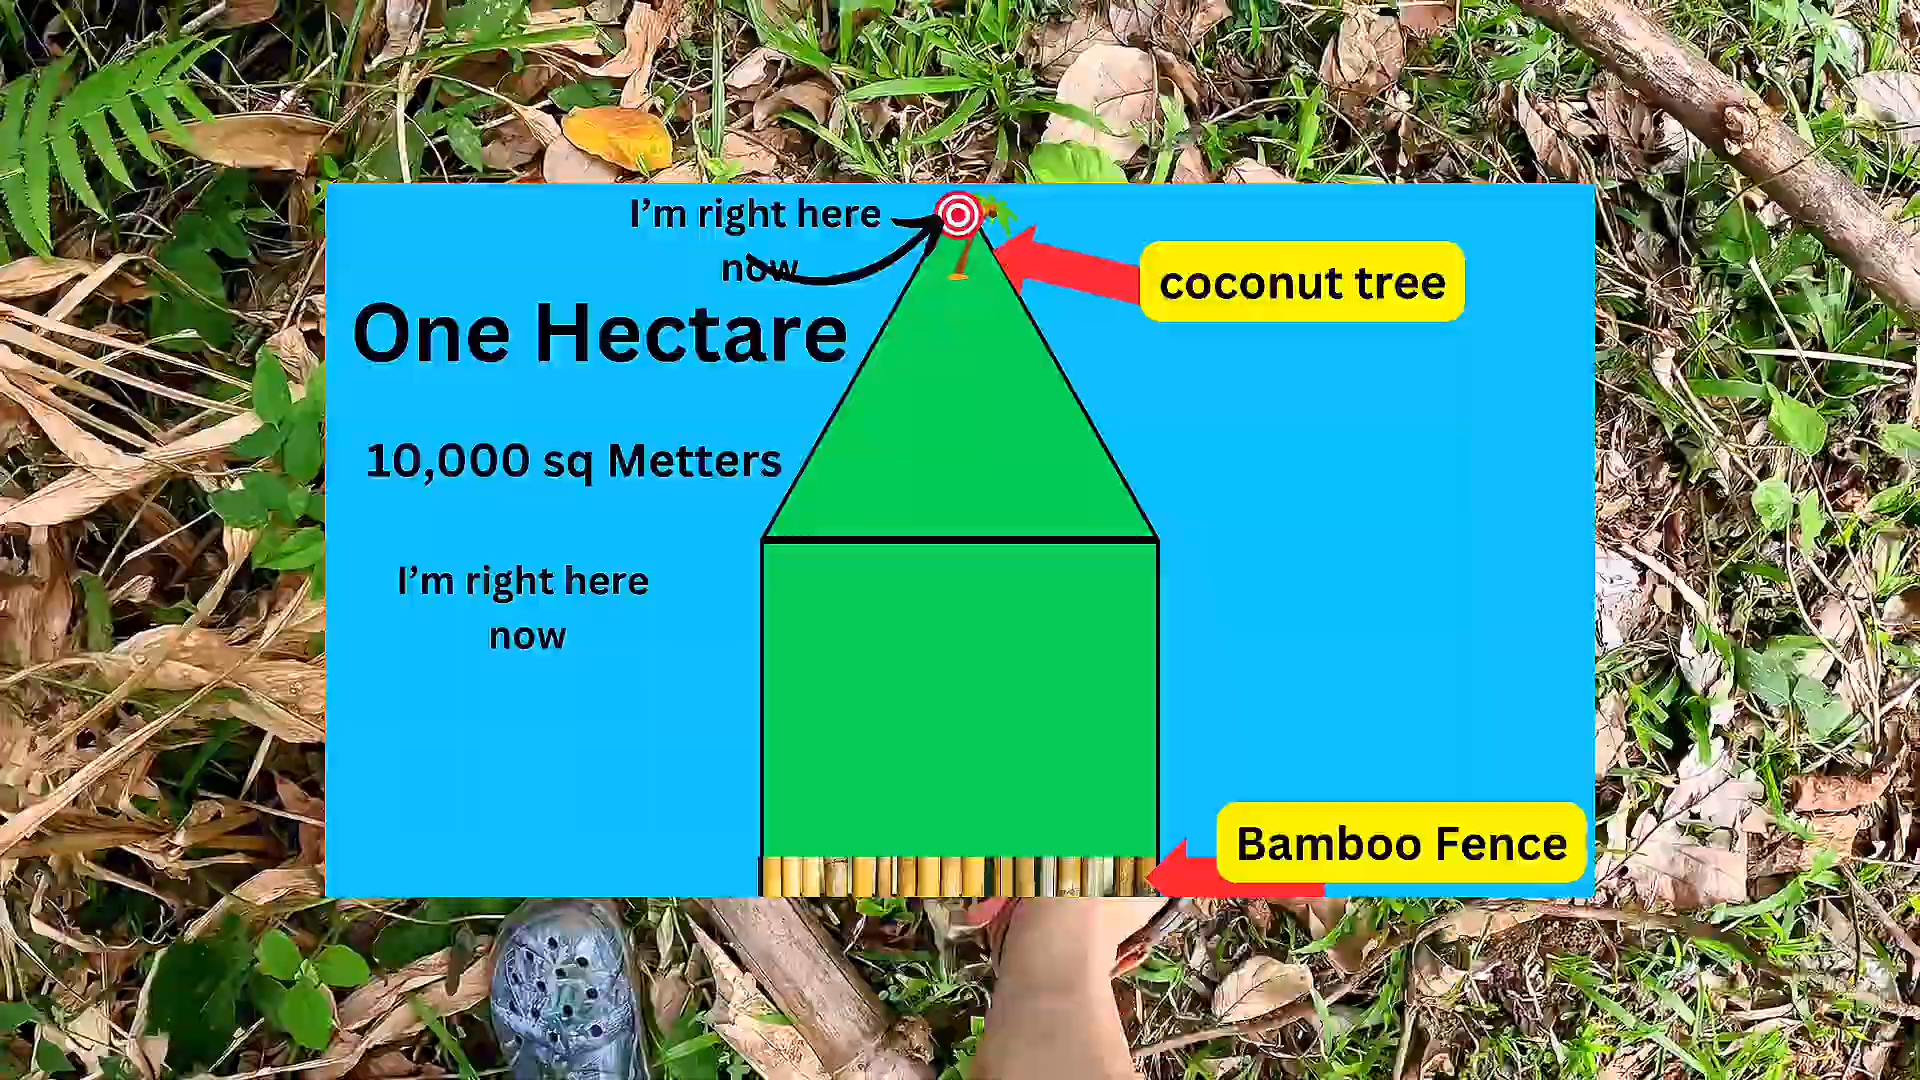 I'm right here
now
coconut tree
One Hectare
10,000 sq Metters
I'm right here
now
Bamboo Fence